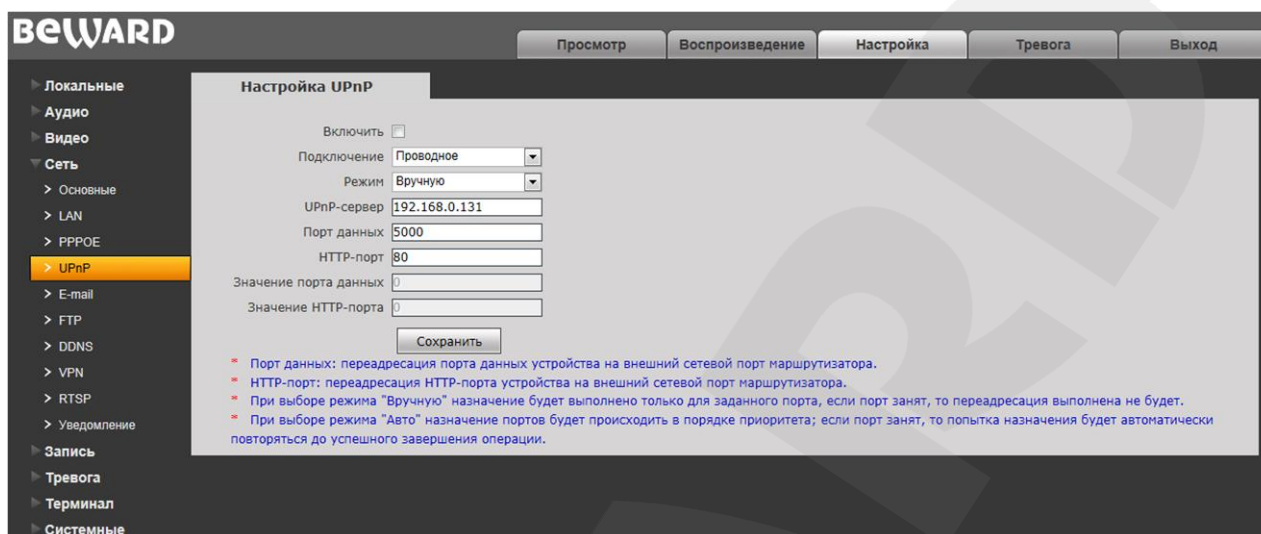 BEWARD
Просмотр
Воспроизведение
Настройка
Тревога
Выход
Локальные
Аудио
Видео
Сеть
Основные
LAN
PPPOE
UPnP
E-mail
FTP
DDNS
VPN
RTSP
Уведомление
Запись
Тревога
Терминал
Системные
Настройка UPnP
Включить
Подключение Проводное
Режим Вручную
UPnP-сервер 192.168.0.131
Порт данных 5000
HTTP-порт 80
Значение порта данных 0
Значение HTTP-порта 0
Сохранить
* Порт данных: переадресация порта данных устройства на внешний сетевой порт маршрутизатора.
* HTTP-порт: переадресация HTTP-порта устройства на внешний сетевой порт маршрутизатора.
* При выборе режима "Вручную" назначение будет выполнено только для заданного порта, если порт занят, то переадресация выполнена не будет.
* При выборе режима "Авто" назначение портов будет происходить в порядке приоритета; если порт занят, то попытка назначения будет автоматически
повторяться до успешного завершения операции.